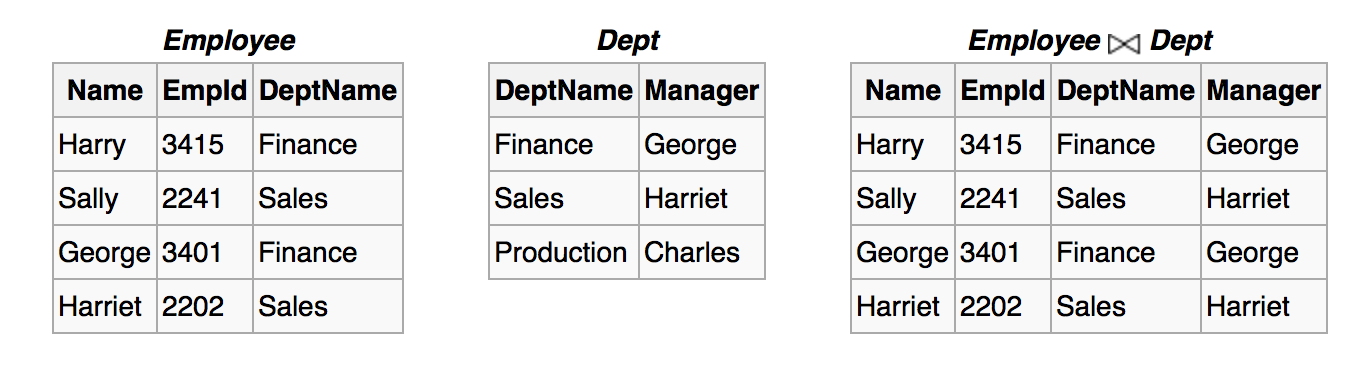 Employee
Name EmpId DeptName
Harry 3415 Finance
Sally 2241 Sales
George 3401 Finance
Harriet 2202 Sales
Dept
DeptName Manager
Finance George
Sales Harriet
Production Charles
Employee ⋈ Dept
Name EmpId DeptName Manager
Harry 3415 Finance George
Sally 2241 Sales Harriet
George 3401 Finance George
Harriet 2202 Sales Harriet